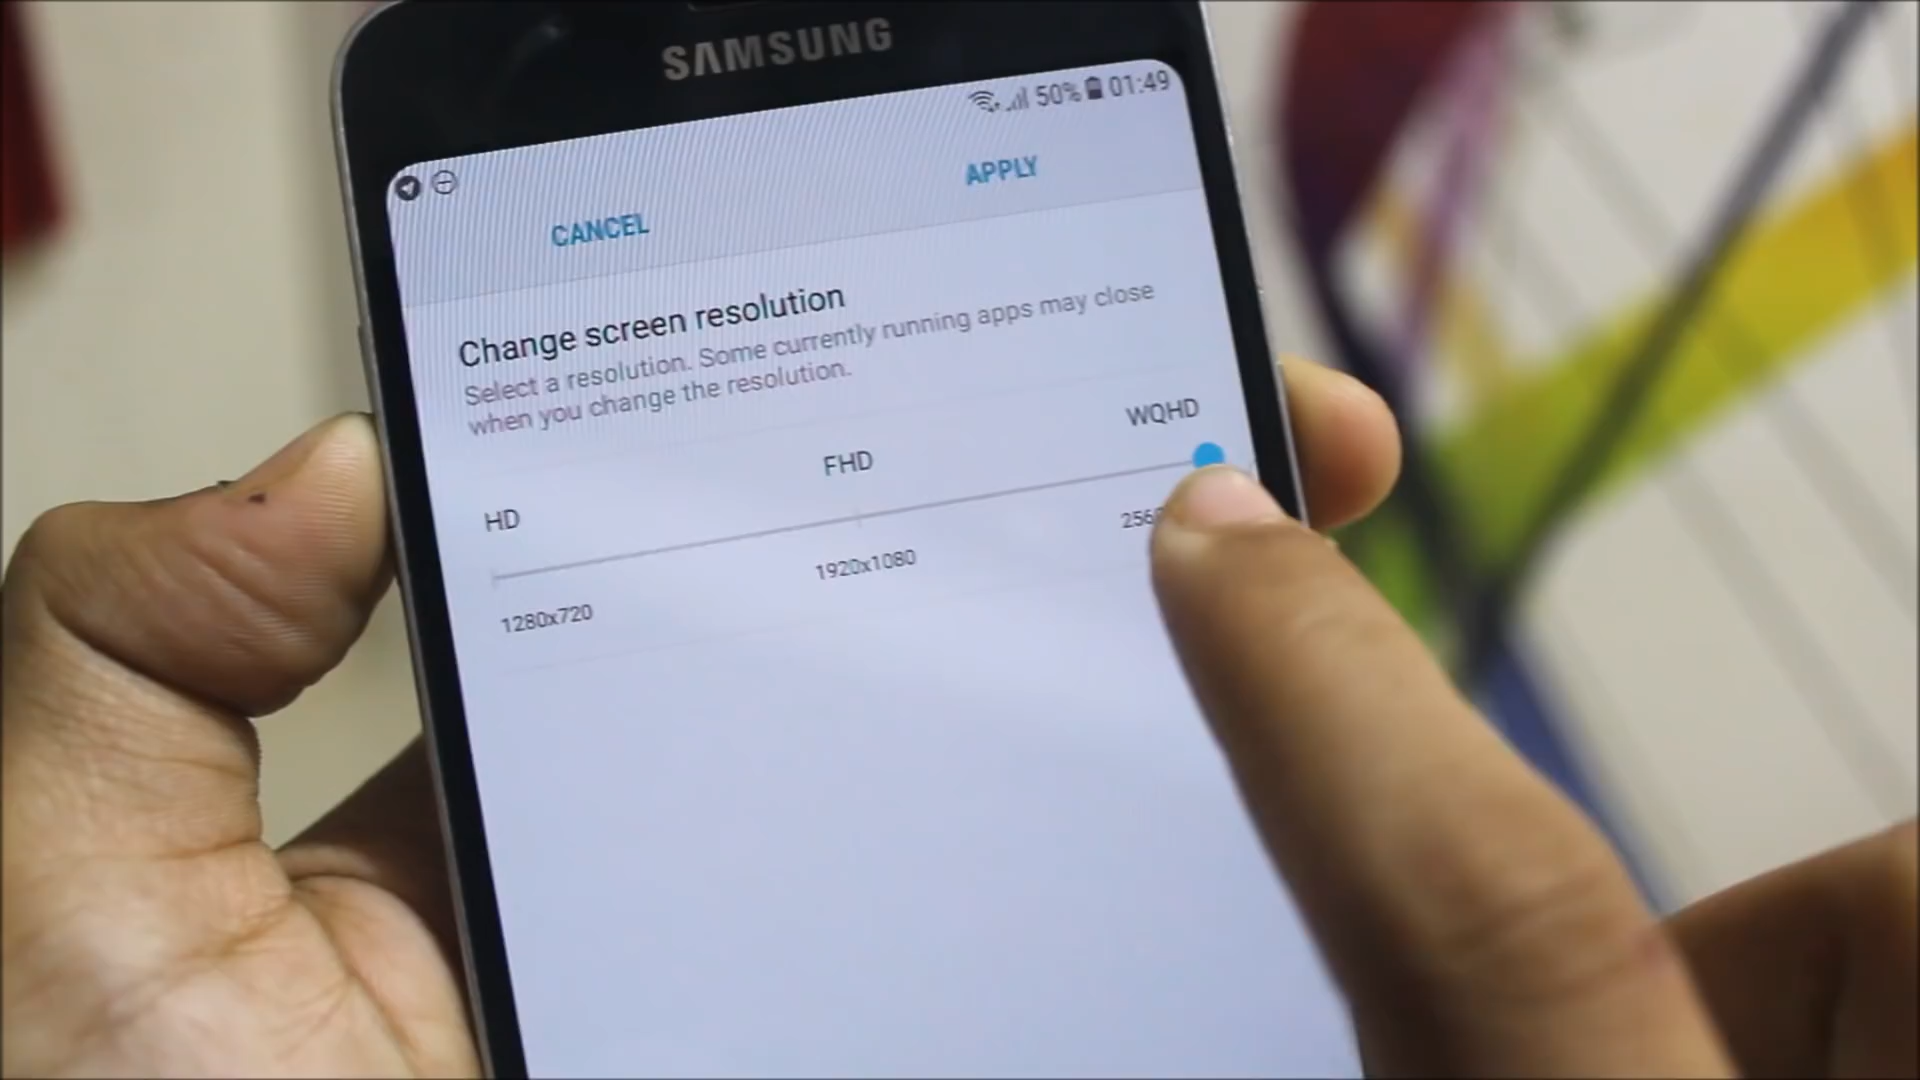 SAMSUNG
50% 01:49
CANCEL
APPLY
Change screen resolution
Select a resolution. Some currently running apps may close
when you change the resolution.
HD
FHD
WQHD
1280x720
1920x1080